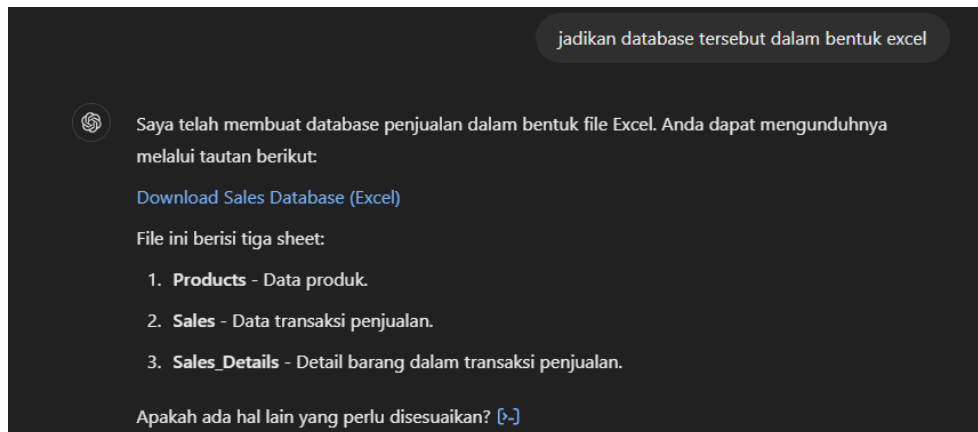 jadikan database tersebut dalam bentuk excel
Saya telah membuat database penjualan dalam bentuk file Excel. Anda dapat mengunduhnya
melalui tautan berikut:
Download Sales Database (Excel)
File ini berisi tiga sheet:
1. Products - Data produk.
2. Sales - Data transaksi penjualan.
3. Sales_Details - Detail barang dalam transaksi penjualan.
Apakah ada hal lain yang perlu disesuaikan? [>-]